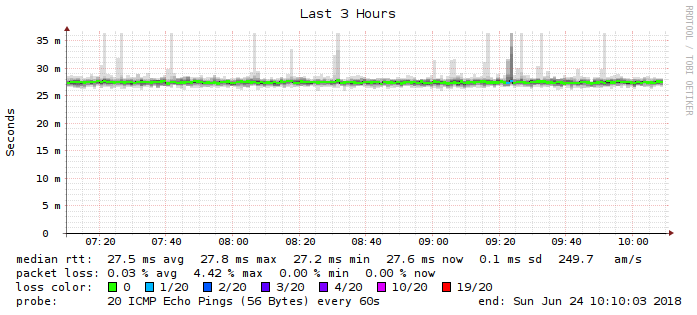 Last 3 Hours
RRDTOOL / TOBI OETIKER
Seconds
35 m
30 m
25 m
20 m
15 m
10 m
5 m
0
07:20 07:40 08:00 08:20 08:40 09:00 09:20 09:40 10:00
median rtt: 27.5 ms avg 27.8 ms max 27.2 ms min 27.6 ms now 0.1 ms sd 249.7 am/s
packet loss: 0.03 % avg 4.42 % max 0.00 % min 0.00 % now
loss color: 0 1/20 2/20 3/20 4/20 10/20 19/20
probe: 20 ICMP Echo Pings (56 Bytes) every 60s end: Sun Jun 24 10:10:03 2018